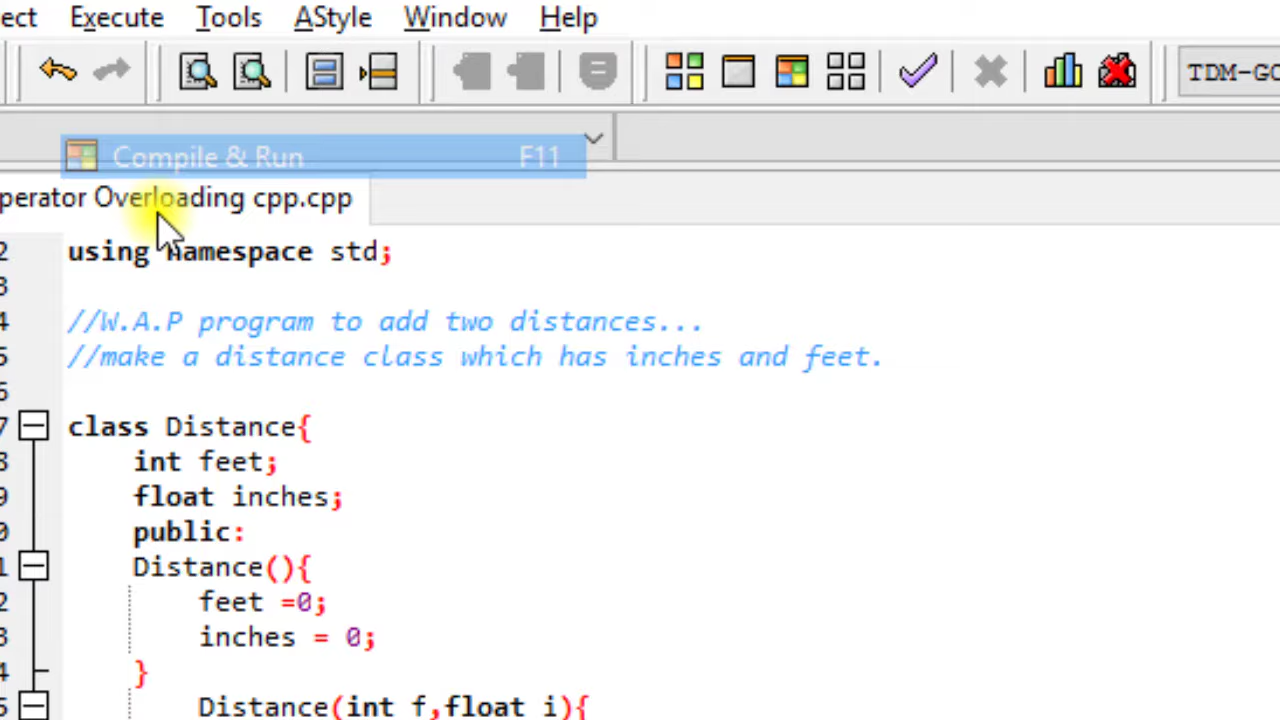 ect Execute Tools AStyle Window Help
TDM-GC
Compile & Run F11
perator Overloading cpp.cpp
2 using namespace std;
3
4 //W.A.P program to add two distances...
5 //make a distance class which has inches and feet.
6
7 class Distance{
8 int feet;
9 float inches;
0 public:
1 Distance(){
2 feet =0;
3 inches = 0;
4 }
5 Distance(int f,float i){